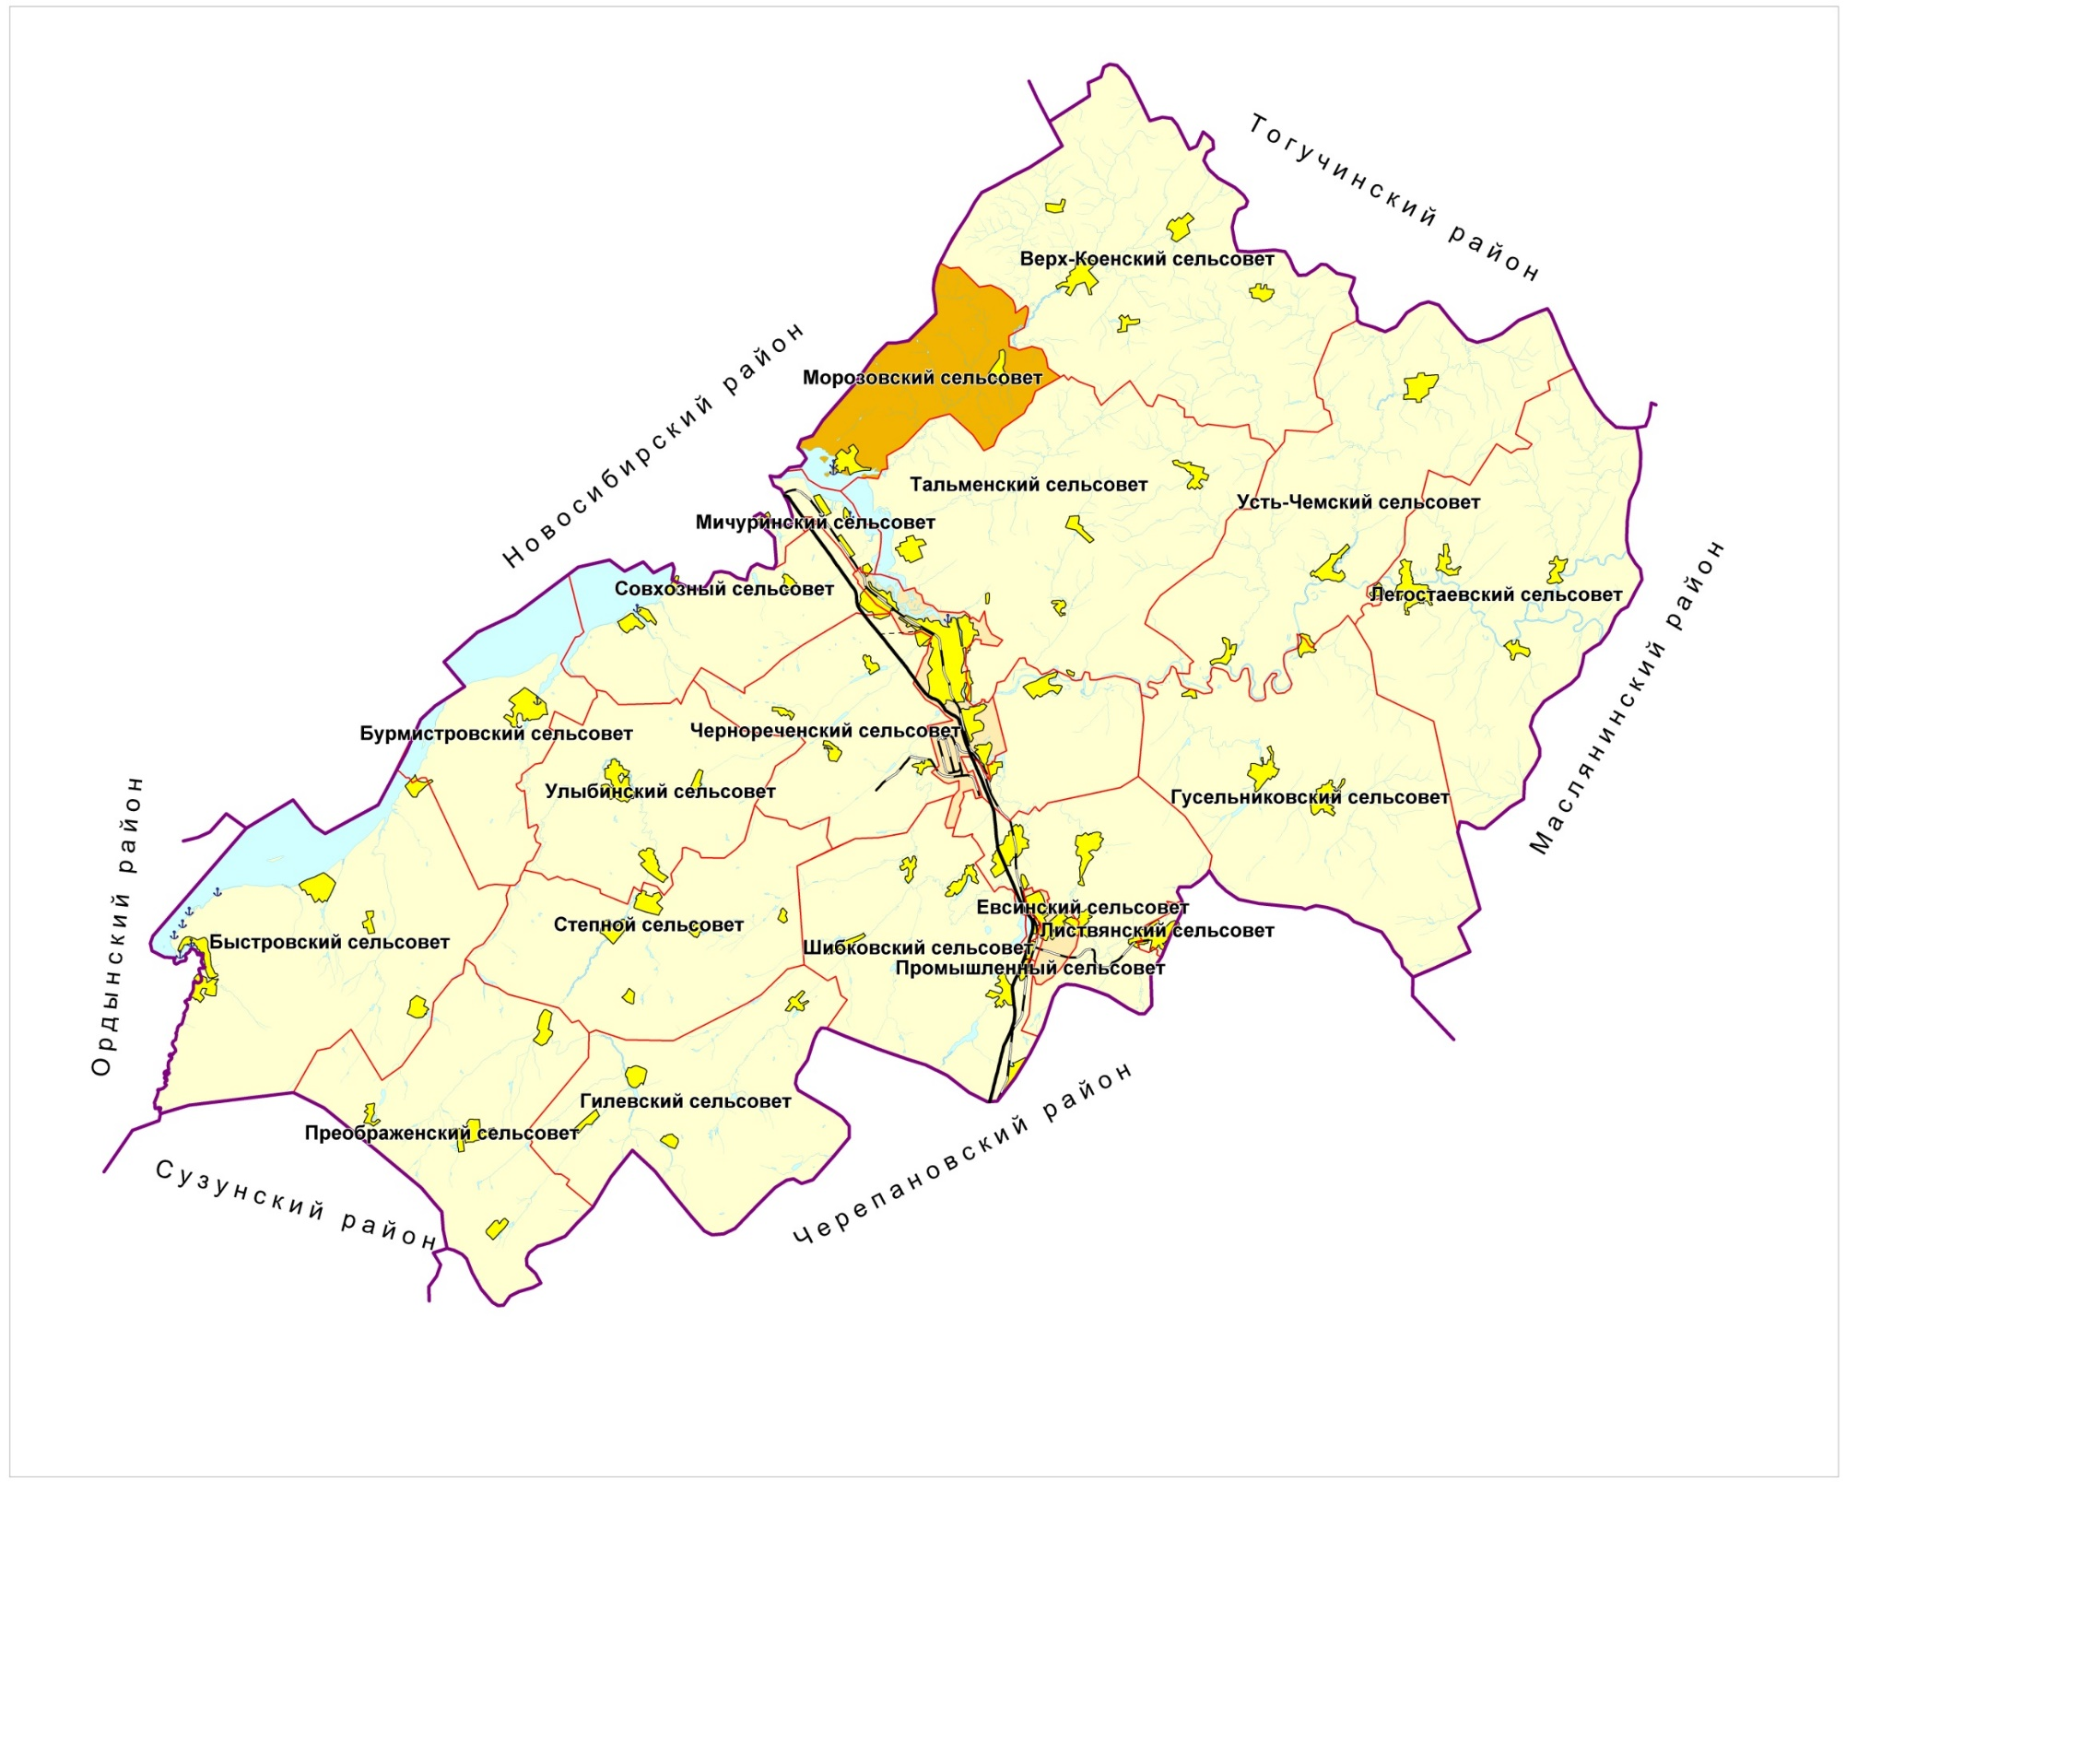 Тогучинский район
Верх-Коенский сельсовет
Новосибирский район
Морозовский сельсовет
Тальменский сельсовет
Усть-Чемский сельсовет
Мичуринский сельсовет
Совхозный сельсовет
Легостаевский сельсовет
Маслянинский район
Бурмистровский сельсовет
Чернореченский сельсовет
Улыбинский сельсовет
Гусельниковский сельсовет
Ордынский район
Евсинский сельсовет
Степной сельсовет
Листвянский сельсовет
Быстровский сельсовет
Шибковский сельсовет
Промышленный сельсовет
Гилевский сельсовет
Преображенский сельсовет
Черепановский район
Сузунский район